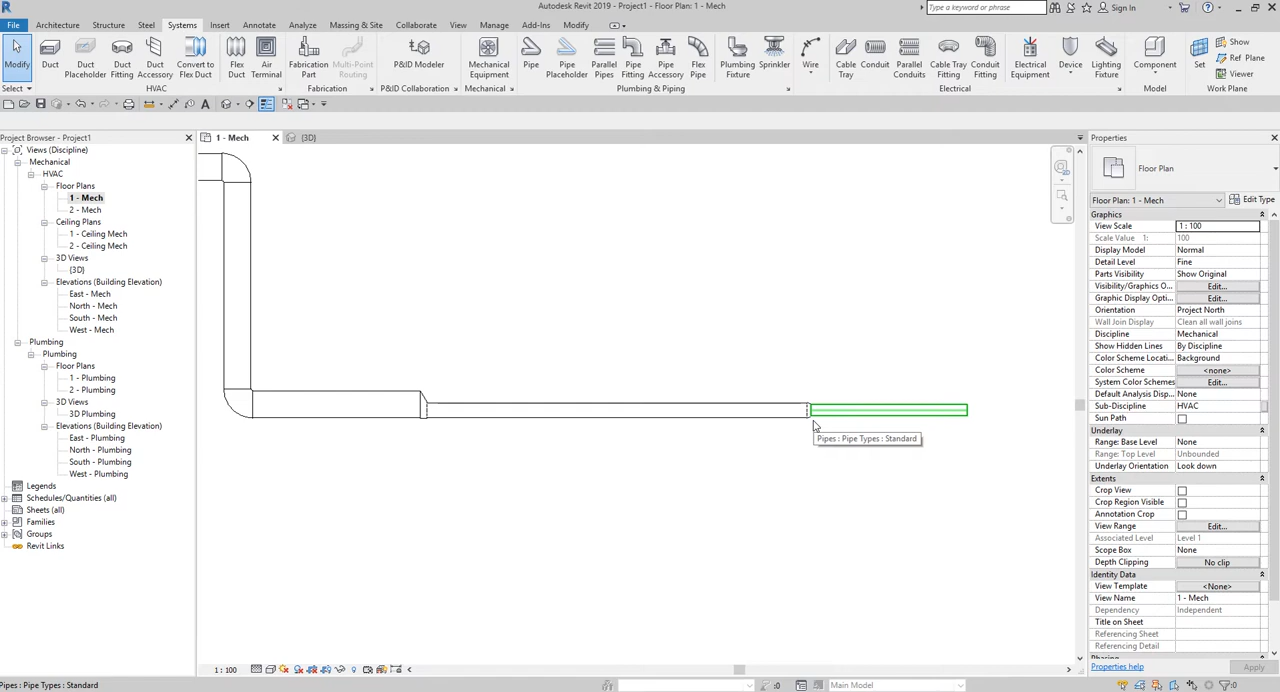 Autodesk Revit 2019 - Project1 - Floor Plan: 1 - Mech
Type a keyword or phrase
Sign In
File Architecture Structure Steel Systems Insert Annotate Analyze Massing & Site Collaborate View Manage Add-Ins Modify
Modify
Duct
Duct Placeholder
Duct Fitting
Duct Accessory
Convert to Flex Duct
Flex Duct
Air Terminal
Fabrication Part
Multi-Point Routing
P&ID Modeler
Mechanical Equipment
Pipe
Pipe Placeholder
Parallel Pipes
Pipe Fitting
Pipe Accessory
Flex Pipe
Plumbing Fixture
Sprinkler
Wire
Cable Tray
Conduit
Parallel Conduits
Cable Tray Fitting
Conduit Fitting
Electrical Equipment
Device
Lighting Fixture
Component
Set
Show
Ref Plane
Viewer
Select HVAC Fabrication P&ID Collaboration Mechanical Plumbing & Piping Electrical Model Work Plane
Project Browser - Project1
Views (Discipline)
Mechanical
HVAC
Floor Plans
1 - Mech
2 - Mech
Ceiling Plans
1 - Ceiling Mech
2 - Ceiling Mech
3D Views
{3D}
Elevations (Building Elevation)
East - Mech
North - Mech
South - Mech
West - Mech
Plumbing
Plumbing
Floor Plans
1 - Plumbing
2 - Plumbing
3D Views
3D Plumbing
Elevations (Building Elevation)
East - Plumbing
North - Plumbing
South - Plumbing
West - Plumbing
Legends
Schedules/Quantities (all)
Sheets (all)
Families
Groups
Revit Links
1 - Mech
{3D}
Pipes : Pipe Types : Standard
Properties
Floor Plan
Floor Plan: 1 - Mech
Edit Type
Graphics
View Scale 1 : 100
Scale Value 1: 100
Display Model Normal
Detail Level Fine
Parts Visibility Show Original
Visibility/Graphics O... Edit...
Graphic Display Opti... Edit...
Orientation Project North
Wall Join Display Clean all wall joins
Discipline Mechanical
Show Hidden Lines By Discipline
Color Scheme Locati... Background
Color Scheme <none>
System Color Schemes Edit...
Default Analysis Disp... None
Sub-Discipline HVAC
Sun Path
Underlay
Range: Base Level None
Range: Top Level Unbounded
Underlay Orientation Look down
Extents
Crop View
Crop Region Visible
Annotation Crop
View Range Edit...
Associated Level Level 1
Scope Box None
Depth Clipping No clip
Identity Data
View Template <None>
View Name 1 - Mech
Dependency Independent
Title on Sheet
Referencing Sheet
Referencing Detail
Phasing
Properties help
Apply
1 : 100
Pipes : Pipe Types : Standard
:0
Main Model
:0